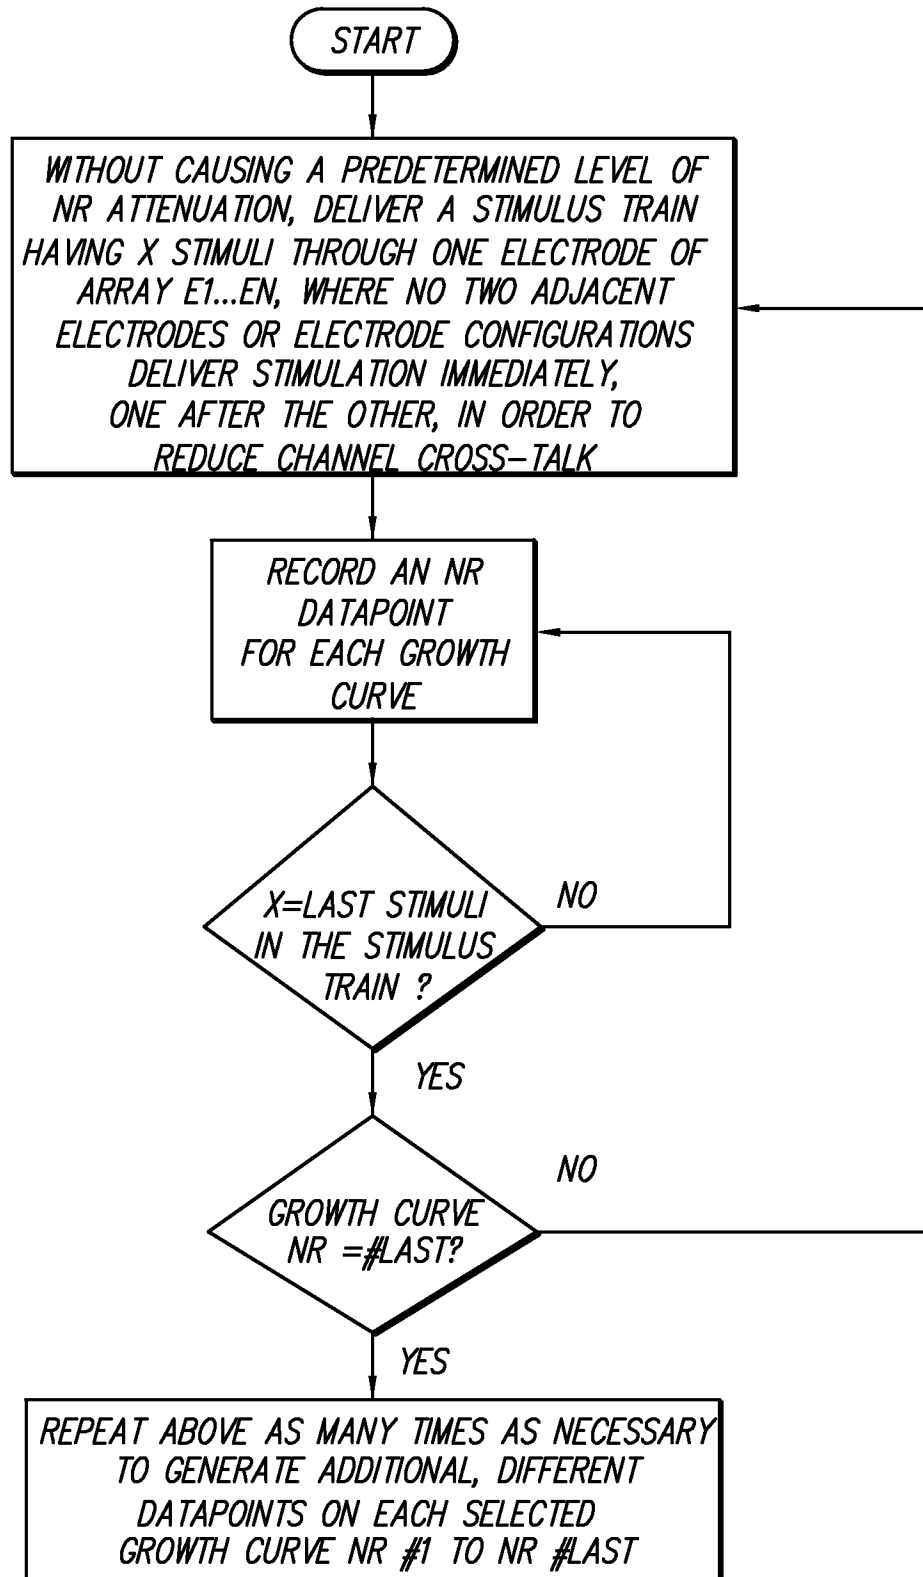 START
WITHOUT CAUSING A PREDETERMINED LEVEL OF
NR ATTENUATION, DELIVER A STIMULUS TRAIN
HAVING X STIMULI THROUGH ONE ELECTRODE OF
ARRAY E1...EN, WHERE NO TWO ADJACENT
ELECTRODES OR ELECTRODE CONFIGURATIONS
DELIVER STIMULATION IMMEDIATELY,
ONE AFTER THE OTHER, IN ORDER TO
REDUCE CHANNEL CROSS-TALK
RECORD AN NR
DATAPOINT
FOR EACH GROWTH
CURVE
X=LAST STIMULI
IN THE STIMULUS
TRAIN ?
NO
YES
GROWTH CURVE
NR =#LAST?
NO
YES
REPEAT ABOVE AS MANY TIMES AS NECESSARY
TO GENERATE ADDITIONAL, DIFFERENT
DATAPOINTS ON EACH SELECTED
GROWTH CURVE NR #1 TO NR #LAST